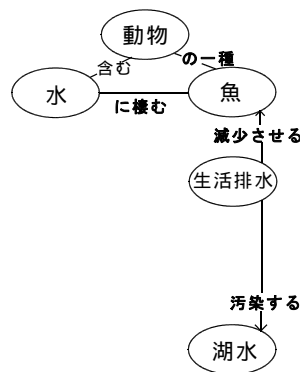 動物
含む
の一種
水
に棲む
魚
減少させる
生活排水
汚染する
湖水